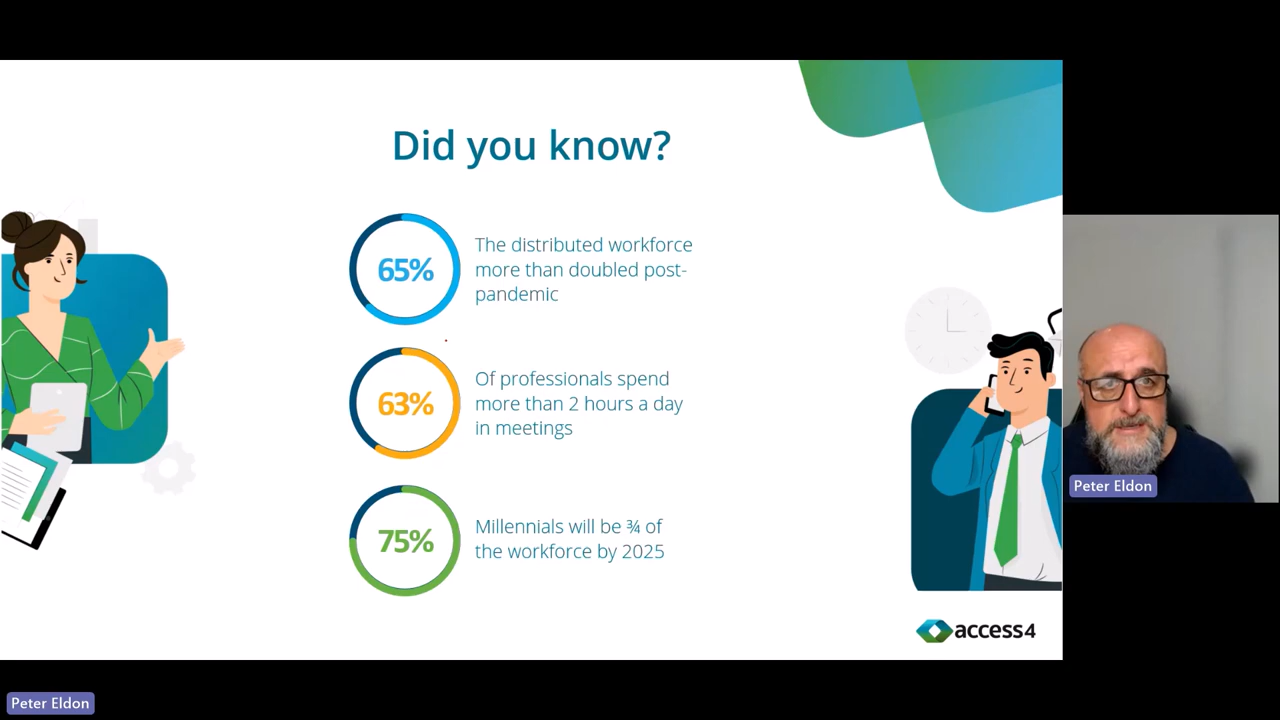 Did you know?
65%
The distributed workforce
more than doubled post-
pandemic
63%
Of professionals spend
more than 2 hours a day
in meetings
75%
Millennials will be ¾ of
the workforce by 2025
access4
Peter Eldon
Peter Eldon